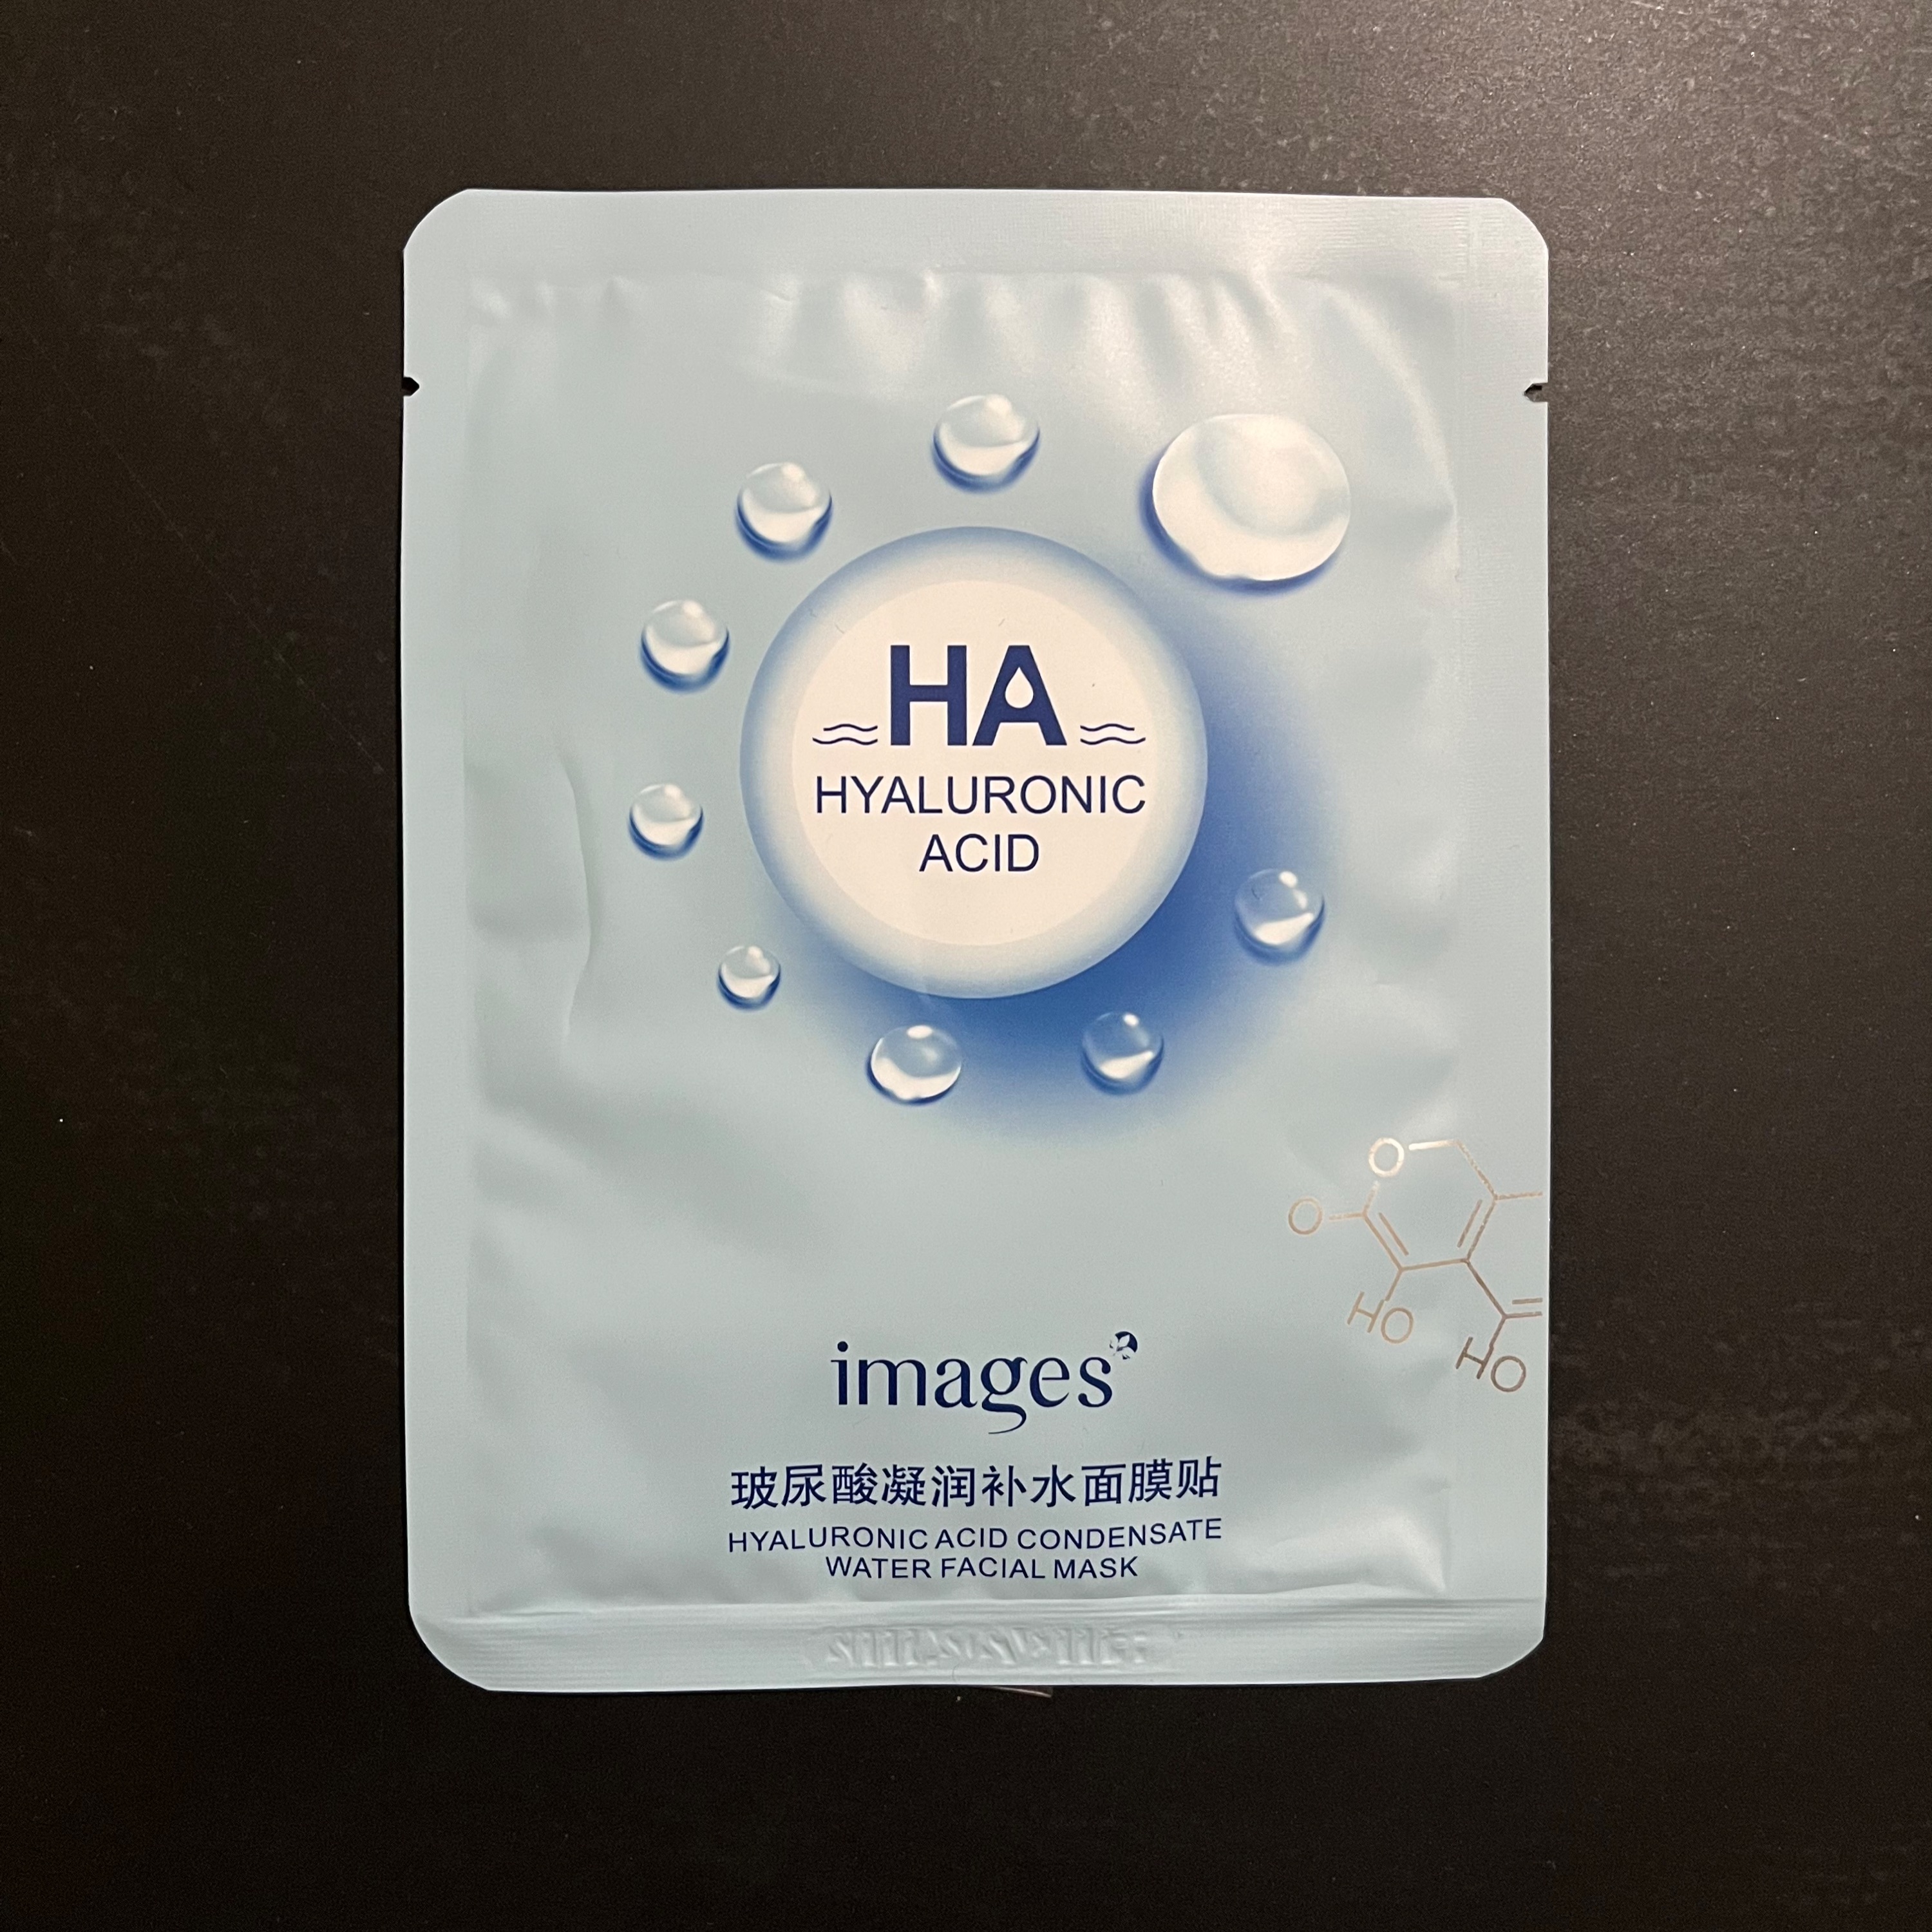 HA
HYALURONIC
ACID
O
O
HO
HO
images
玻尿酸凝润补水面膜贴
HYALURONIC ACID CONDENSATE
WATER FACIAL MASK